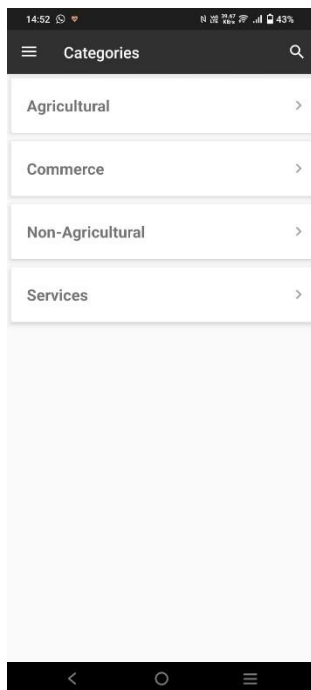 14:52 43%
Categories
Agricultural
Commerce
Non-Agricultural
Services